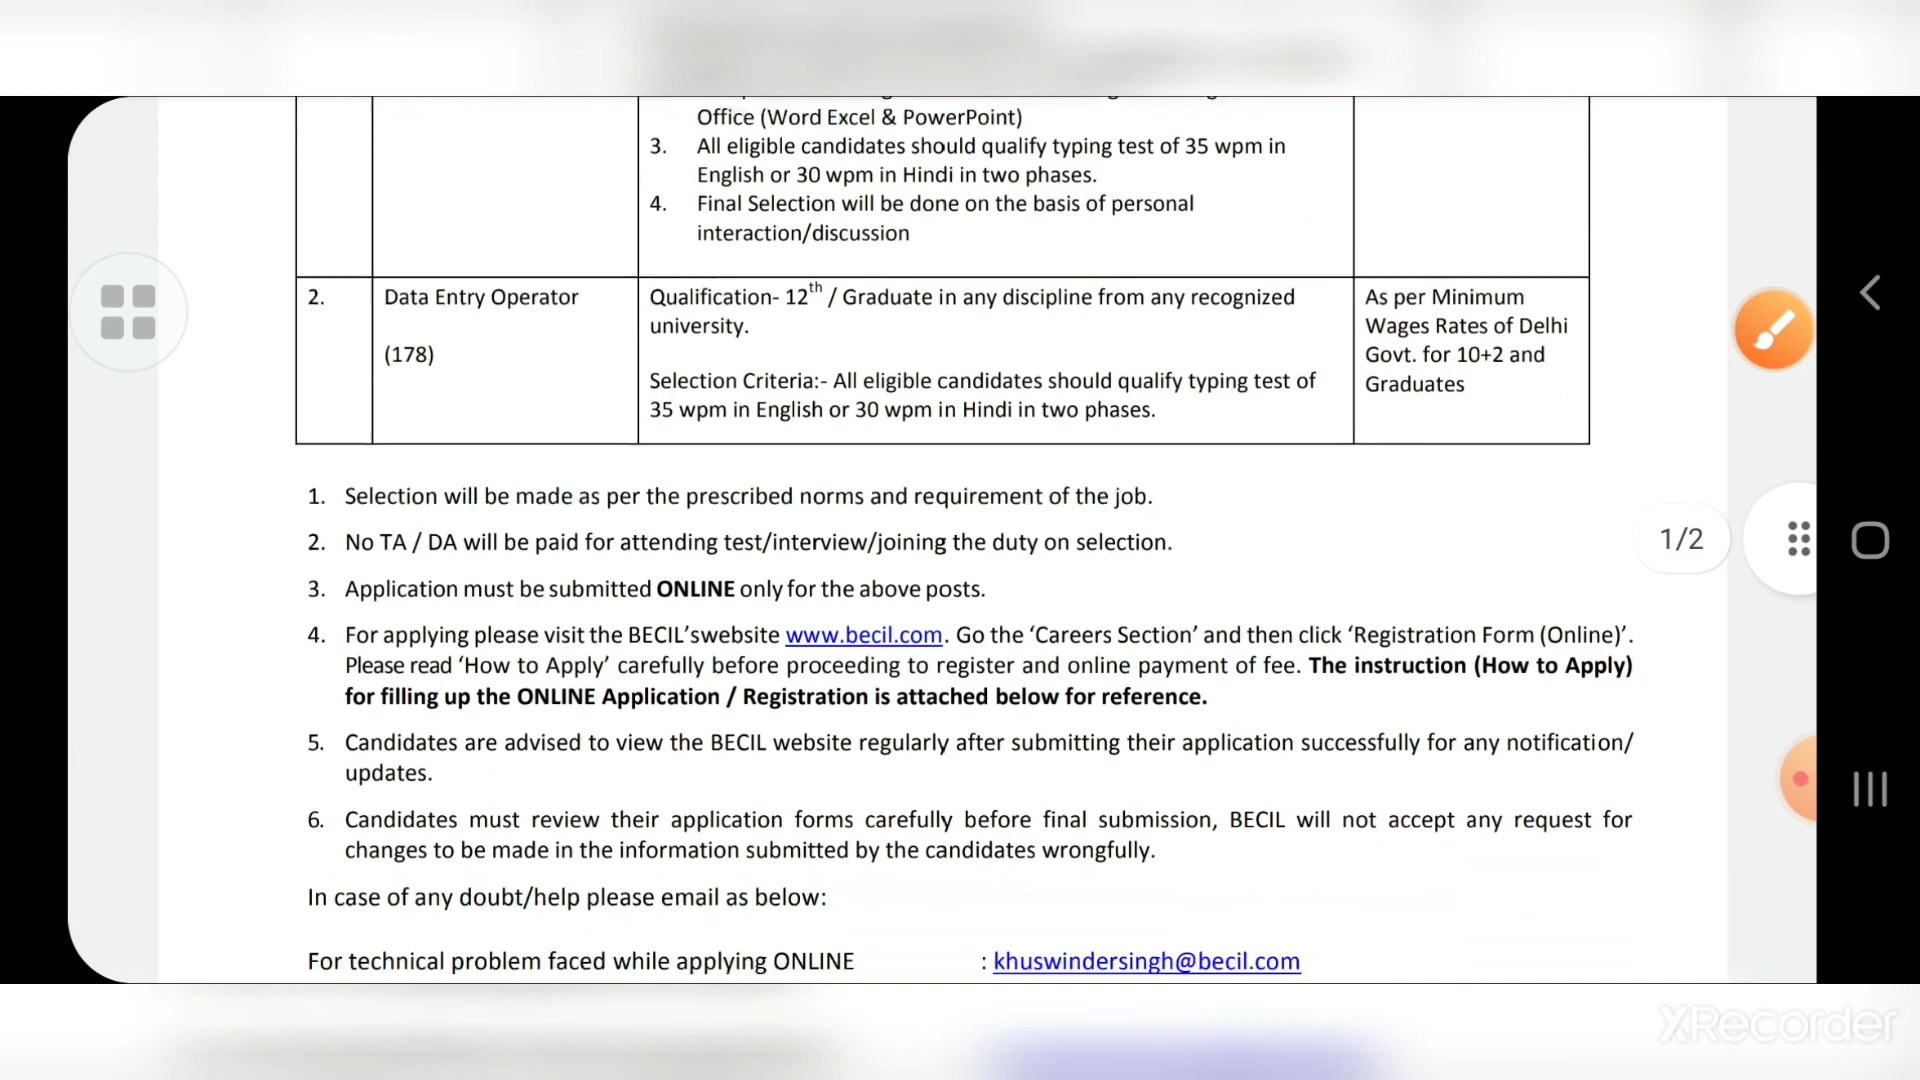 Office (Word Excel & PowerPoint)
3. All eligible candidates should qualify typing test of 35 wpm in
English or 30 wpm in Hindi in two phases.
4. Final Selection will be done on the basis of personal
interaction/discussion
2. Data Entry Operator
(178)
Qualification- 12th / Graduate in any discipline from any recognized
university.
Selection Criteria:- All eligible candidates should qualify typing test of
35 wpm in English or 30 wpm in Hindi in two phases.
As per Minimum
Wages Rates of Delhi
Govt. for 10+2 and
Graduates
1. Selection will be made as per the prescribed norms and requirement of the job.
2. No TA / DA will be paid for attending test/interview/joining the duty on selection.
3. Application must be submitted ONLINE only for the above posts.
4. For applying please visit the BECIL'swebsite www.becil.com. Go the ‘Careers Section’ and then click ‘Registration Form (Online)’.
Please read ‘How to Apply’ carefully before proceeding to register and online payment of fee. The instruction (How to Apply)
for filling up the ONLINE Application / Registration is attached below for reference.
5. Candidates are advised to view the BECIL website regularly after submitting their application successfully for any notification/
updates.
6. Candidates must review their application forms carefully before final submission, BECIL will not accept any request for
changes to be made in the information submitted by the candidates wrongfully.
In case of any doubt/help please email as below:
For technical problem faced while applying ONLINE : khuswindersingh@becil.com
1/2
XRecorder